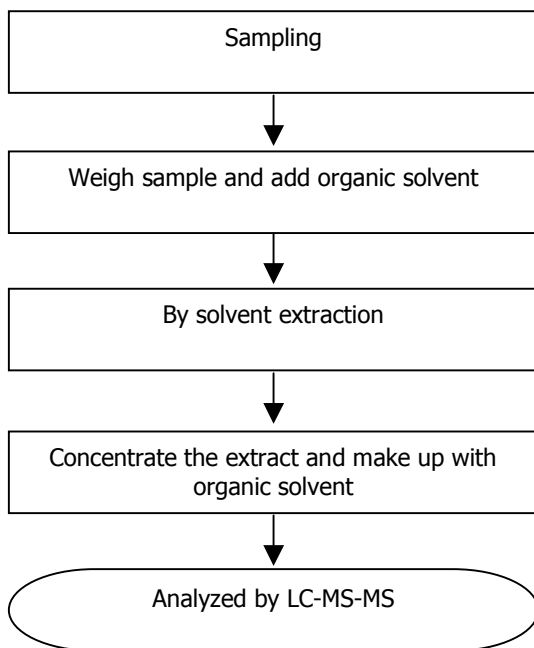 Sampling
Weigh sample and add organic solvent
By solvent extraction
Concentrate the extract and make up with
organic solvent
Analyzed by LC-MS-MS